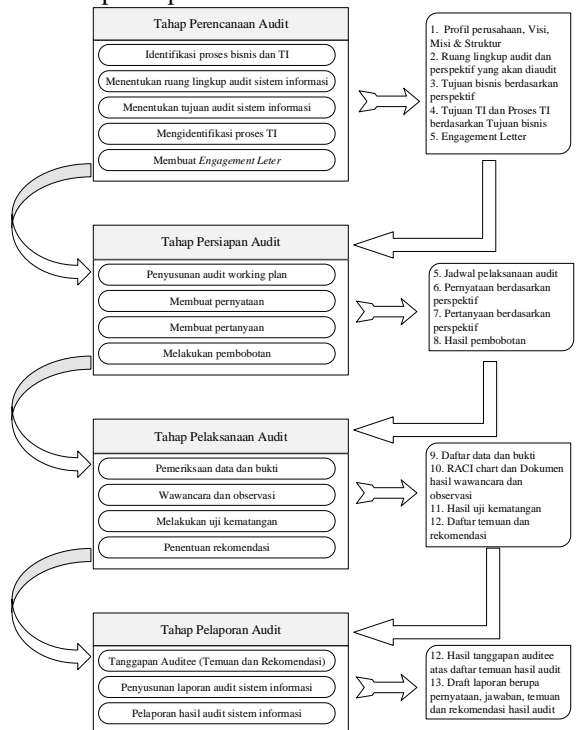 Tahap Perencanaan Audit
Identifikasi proses bisnis dan TI
Menentukan ruang lingkup audit sistem informasi
Menentukan tujuan audit sistem informasi
Mengidentifikasi proses TI
Membuat Engagement Leter
1. Profil perusahaan, Visi,
Misi & Struktur
2. Ruang lingkup audit dan
perspektif yang akan diaudit
3. Tujuan bisnis berdasarkan
perspektif
4. Tujuan TI dan Proses TI
berdasarkan Tujuan bisnis
5. Engagement Letter
Tahap Persiapan Audit
Penyusunan audit working plan
Membuat pernyataan
Membuat pertanyaan
Melakukan pembobotan
5. Jadwal pelaksanaan audit
6. Pernyataan berdasarkan
perspektif
7. Pertanyaan berdasarkan
perspektif
8. Hasil pembobotan
Tahap Pelaksanaan Audit
Pemeriksaan data dan bukti
Wawancara dan observasi
Melakukan uji kematangan
Penentuan rekomendasi
9. Daftar data dan bukti
10. RACI chart dan Dokumen
hasil wawancara dan
observasi
11. Hasil uji kematangan
12. Daftar temuan dan
rekomendasi
Tahap Pelaporan Audit
Tanggapan Auditee (Temuan dan Rekomendasi)
Penyusunan laporan audit sistem informasi
Pelaporan hasil audit sistem informasi
12. Hasil tanggapan auditee
atas daftar temuan hasil audit
13. Draft laporan berupa
pernyataan, jawaban, temuan
dan rekomendasi hasil audit